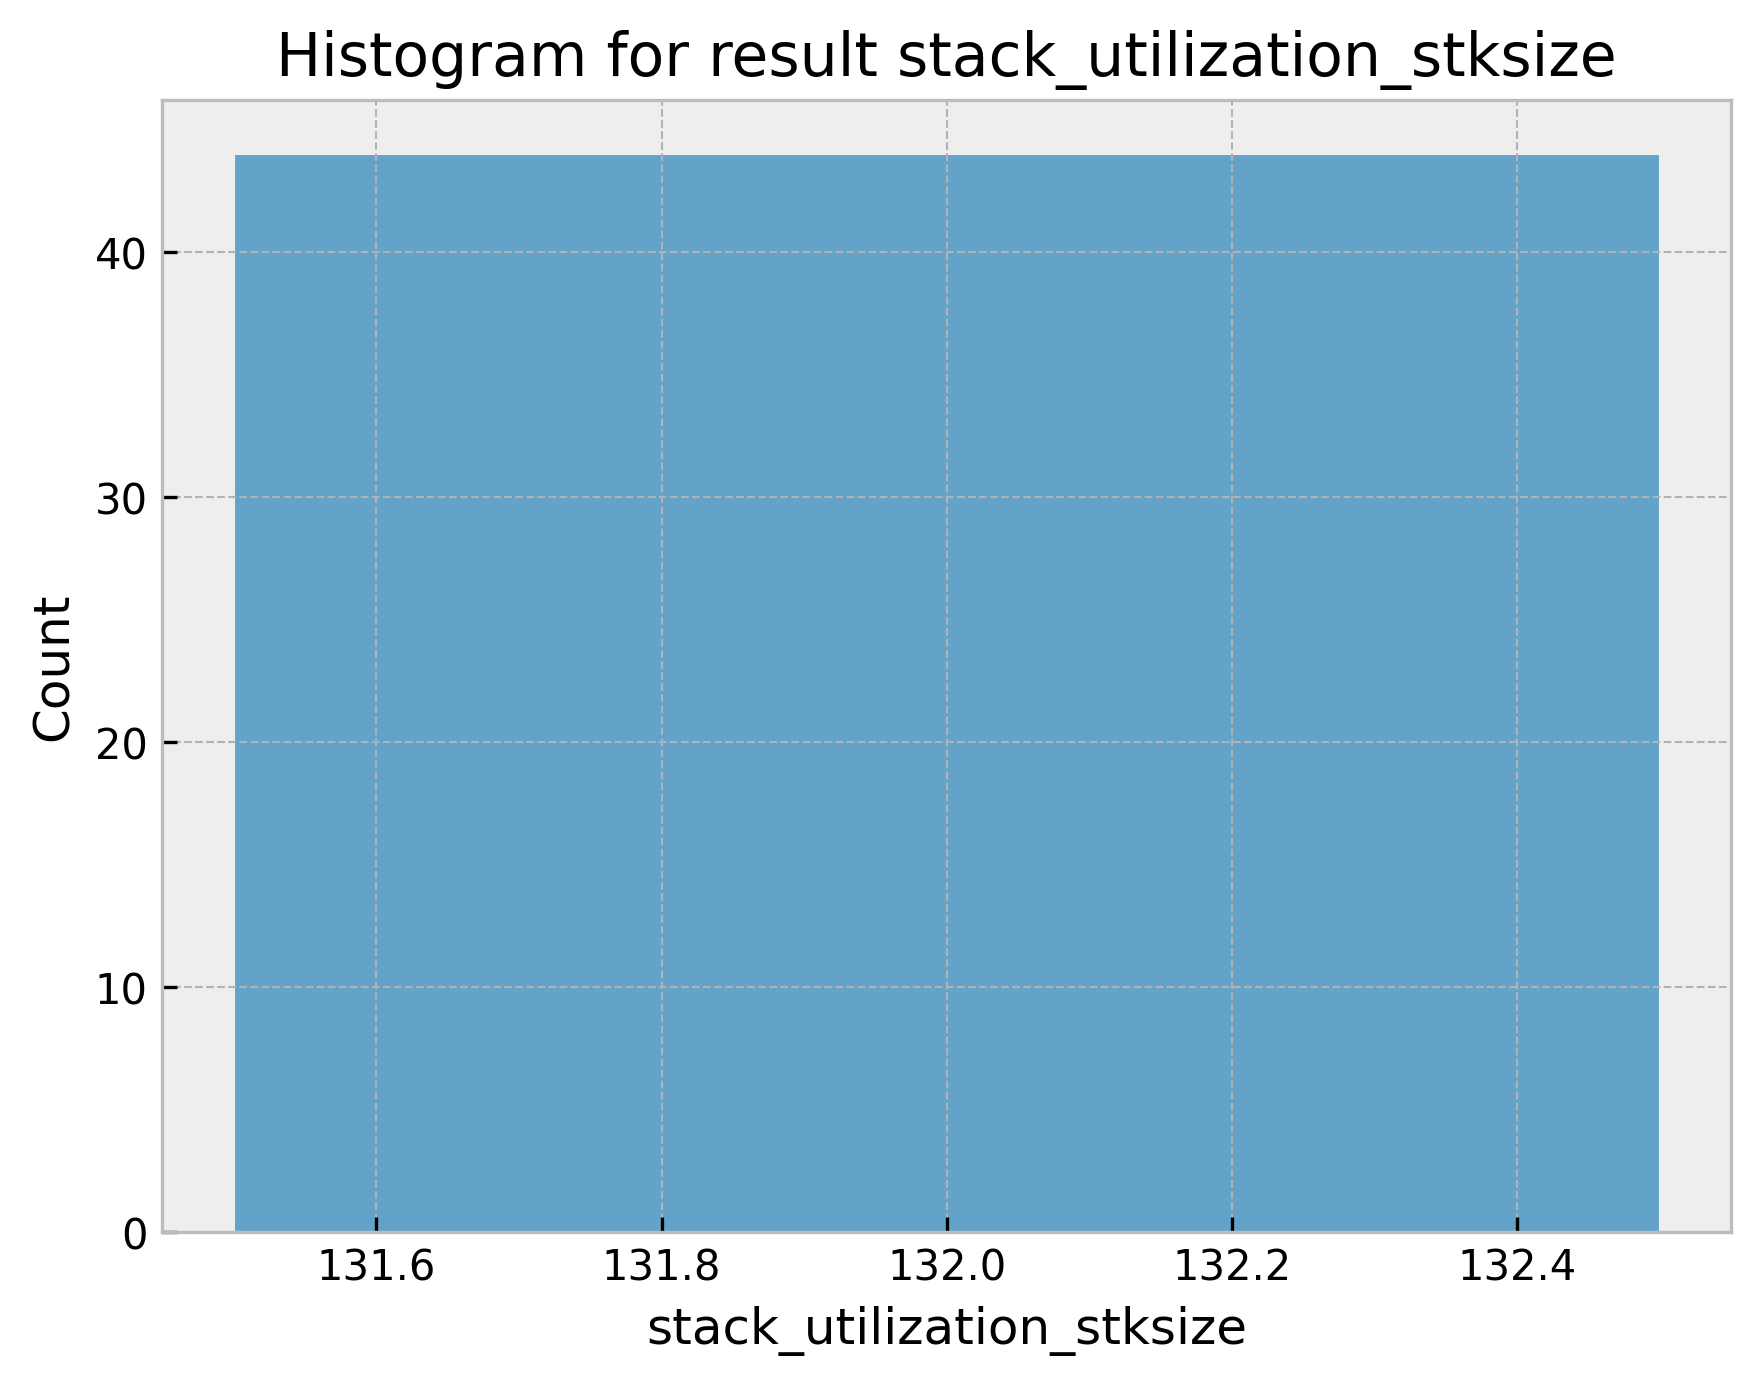 Histogram for result stack_utilization_stksize
Count
40
30
20
10
0
131.6 131.8 132.0 132.2 132.4
stack_utilization_stksize